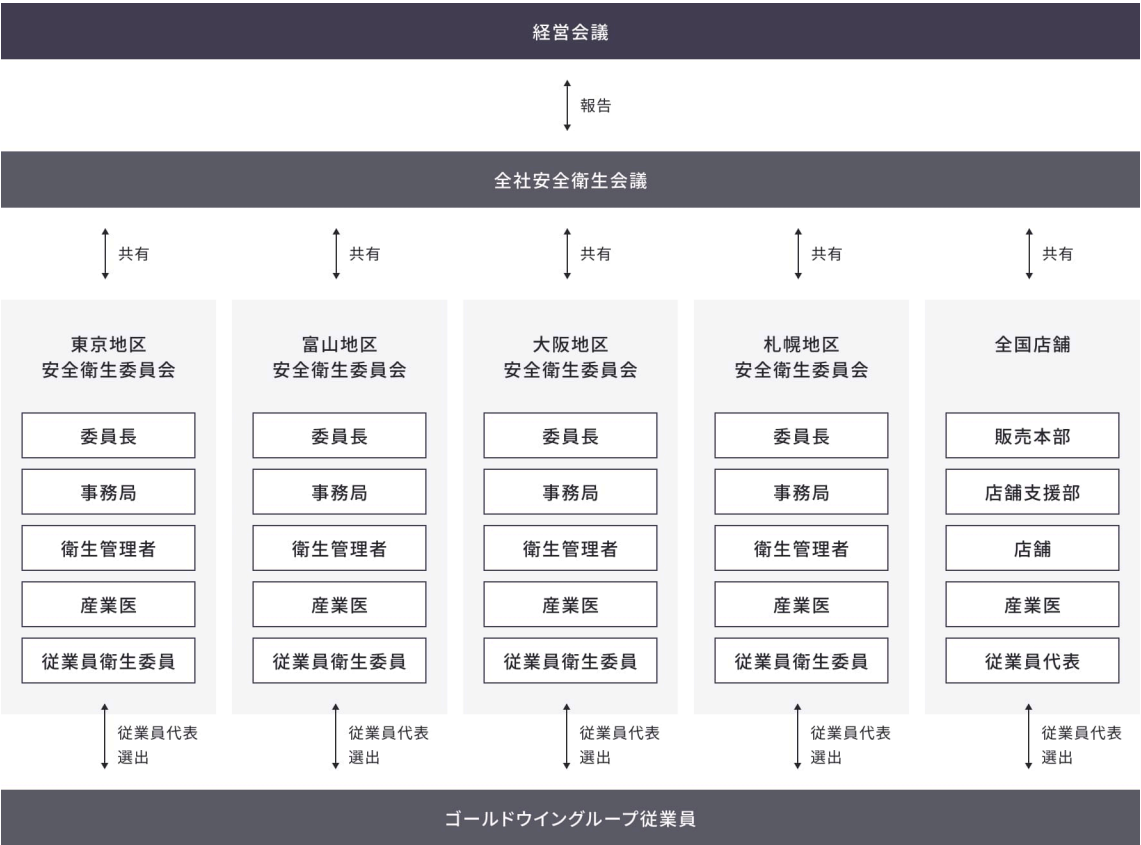 経営会議
報告
全社安全衛生会議
共有
共有
共有
共有
共有
東京地区
安全衛生委員会
委員長
事務局
衛生管理者
産業医
従業員衛生委員
富山地区
安全衛生委員会
委員長
事務局
衛生管理者
産業医
従業員衛生委員
大阪地区
安全衛生委員会
委員長
事務局
衛生管理者
産業医
従業員衛生委員
札幌地区
安全衛生委員会
委員長
事務局
衛生管理者
産業医
従業員衛生委員
全国店舗
販売本部
店舗支援部
店舗
産業医
従業員代表
従業員代表
選出
従業員代表
選出
従業員代表
選出
従業員代表
選出
従業員代表
選出
ゴールドウイングループ従業員